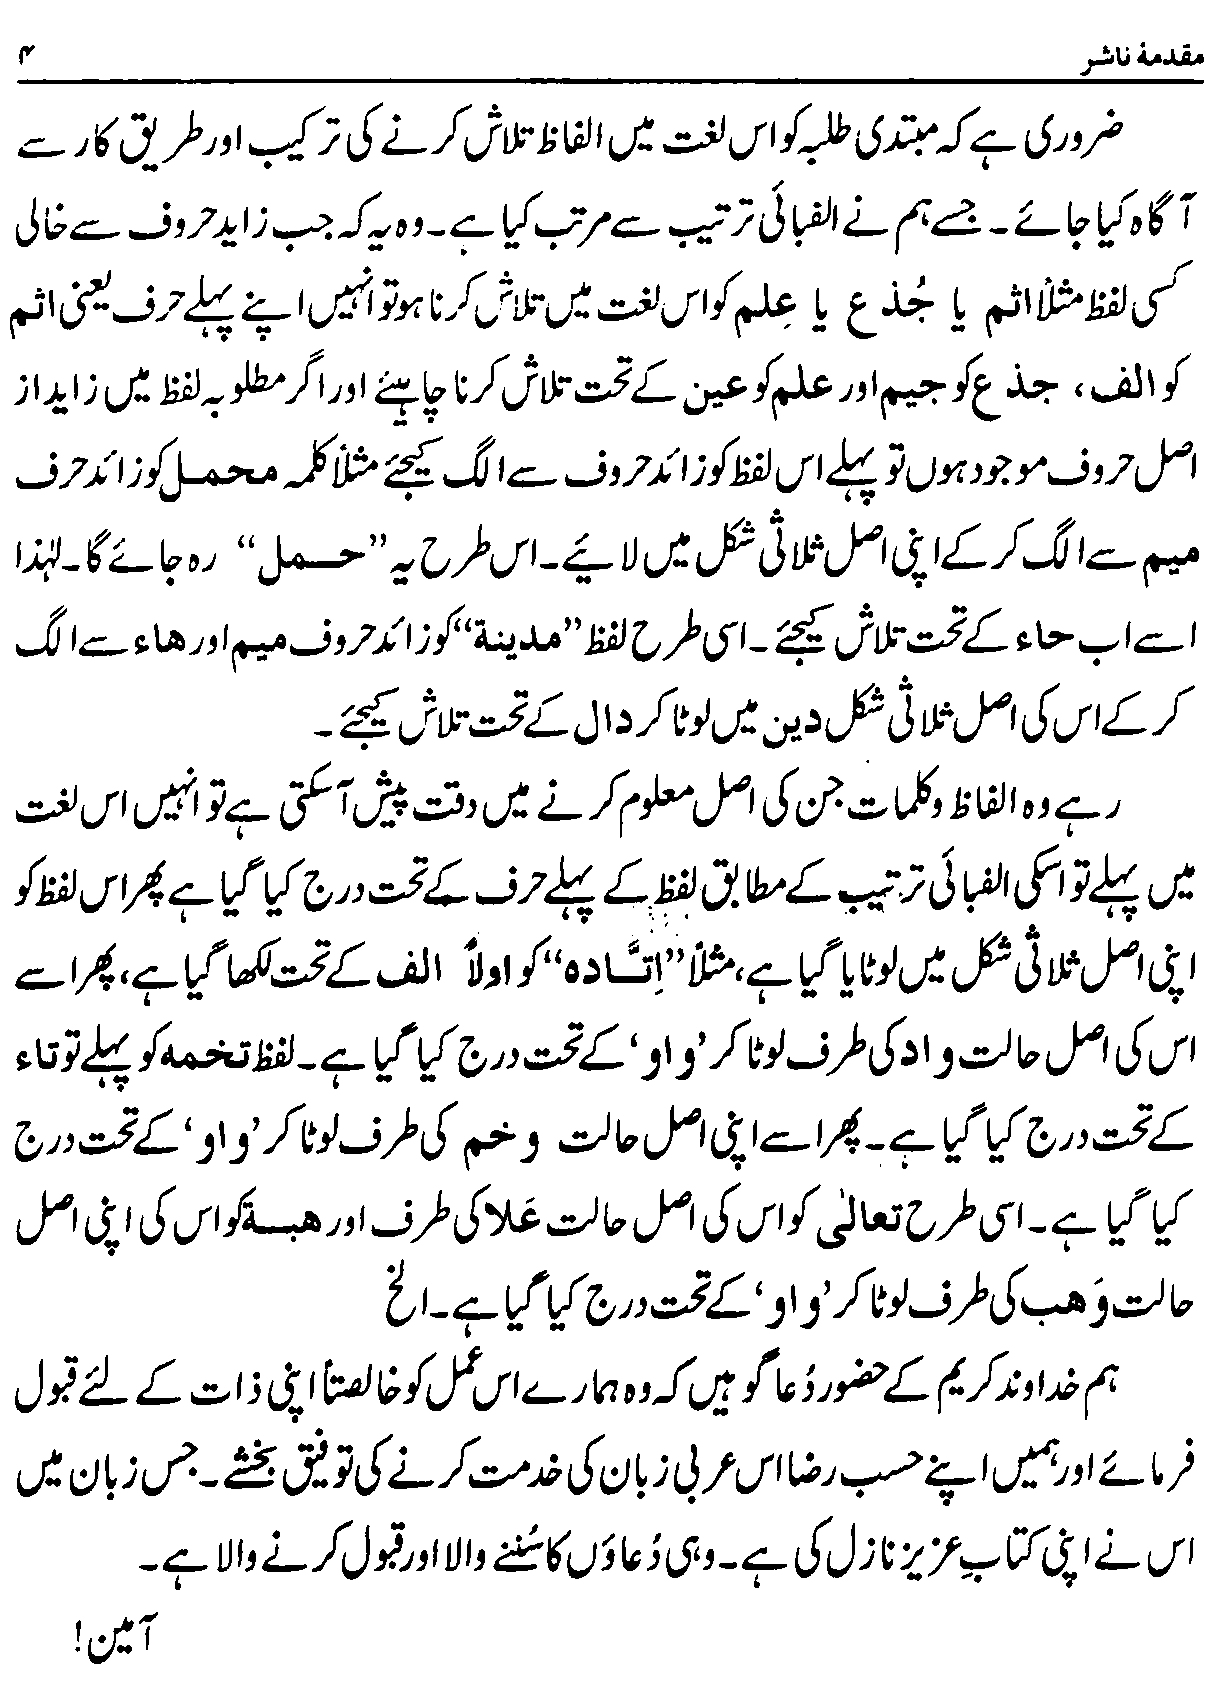 مقدمۂ ناشر ۴
ضروری ہے کہ مبتدی طلبہ کو اس لغت میں الفاظ تلاش کرنے کی ترکیب اور طریق کار سے
آگاہ کیا جائے۔ جسے ہم نے الفبائی ترتیب سے مرتب کیا ہے۔ وہ یہ کہ جب زاید حروف سے خالی
کسی لفظ مثلاً اثم یا جُذع یا عِلم کو اس لغت میں تلاش کرنا ہو تو انہیں اپنے پہلے حرف یعنی اثم
کو الف، جذع کو جیم اور علم کو عین کے تحت تلاش کرنا چاہیئے اور اگر مطلوبہ لفظ میں زاید از
اصل حروف موجود ہوں تو پہلے اس لفظ کو زائد حروف سے الگ کیجئے مثلاً کلمہ محمل کو زائد حرف
میم سے الگ کر کے اپنی اصل ثلاثی شکل میں لائیے۔ اس طرح یہ ”حمل“ رہ جائے گا۔ لہٰذا
اسے اب حاء کے تحت تلاش کیجئے۔ اسی طرح لفظ ”مدینة“ کو زائد حروف میم اور ھاء سے الگ
کر کے اس کی اصل ثلاثی شکل دین میں لوٹا کر دال کے تحت تلاش کیجئے۔
رہے وہ الفاظ و کلمات جن کی اصل معلوم کرنے میں دقت پیش آ سکتی ہے تو انہیں اس لغت
میں پہلے تو اسکی الفبائی ترتیب کے مطابق لفظ کے پہلے حرف کے تحت درج کیا گیا ہے پھر اس لفظ کو
اپنی اصل ثلاثی شکل میں لوٹایا گیا ہے، مثلاً ”اِتَّاده“ کو اولاً الف کے تحت لکھا گیا ہے، پھر اسے
اس کی اصل حالت و اد کی طرف لوٹا کر ’واو‘ کے تحت درج کیا گیا ہے۔ لفظ تخمه کو پہلے تو تاء
کے تحت درج کیا گیا ہے۔ پھر اسے اپنی اصل حالت وخم کی طرف لوٹا کر ’واو‘ کے تحت درج
کیا گیا ہے۔ اسی طرح تعالیٰ کو اس کی اصل حالت عَلا کی طرف اور هبة کو اس کی اپنی اصل
حالت وَهب کی طرف لوٹا کر ’واو‘ کے تحت درج کیا گیا ہے۔ الخ
ہم خداوند کریم کے حضور دُعا گو ہیں کہ وہ ہمارے اس عمل کو خالصتاً اپنی ذات کے لئے قبول
فرمائے اور ہمیں اپنے حسب رضا اس عربی زبان کی خدمت کرنے کی توفیق بخشے۔ جس زبان میں
اس نے اپنی کتابِ عزیز نازل کی ہے۔ وہی دُعاؤں کا سُننے والا اور قبول کرنے والا ہے۔
آمین!